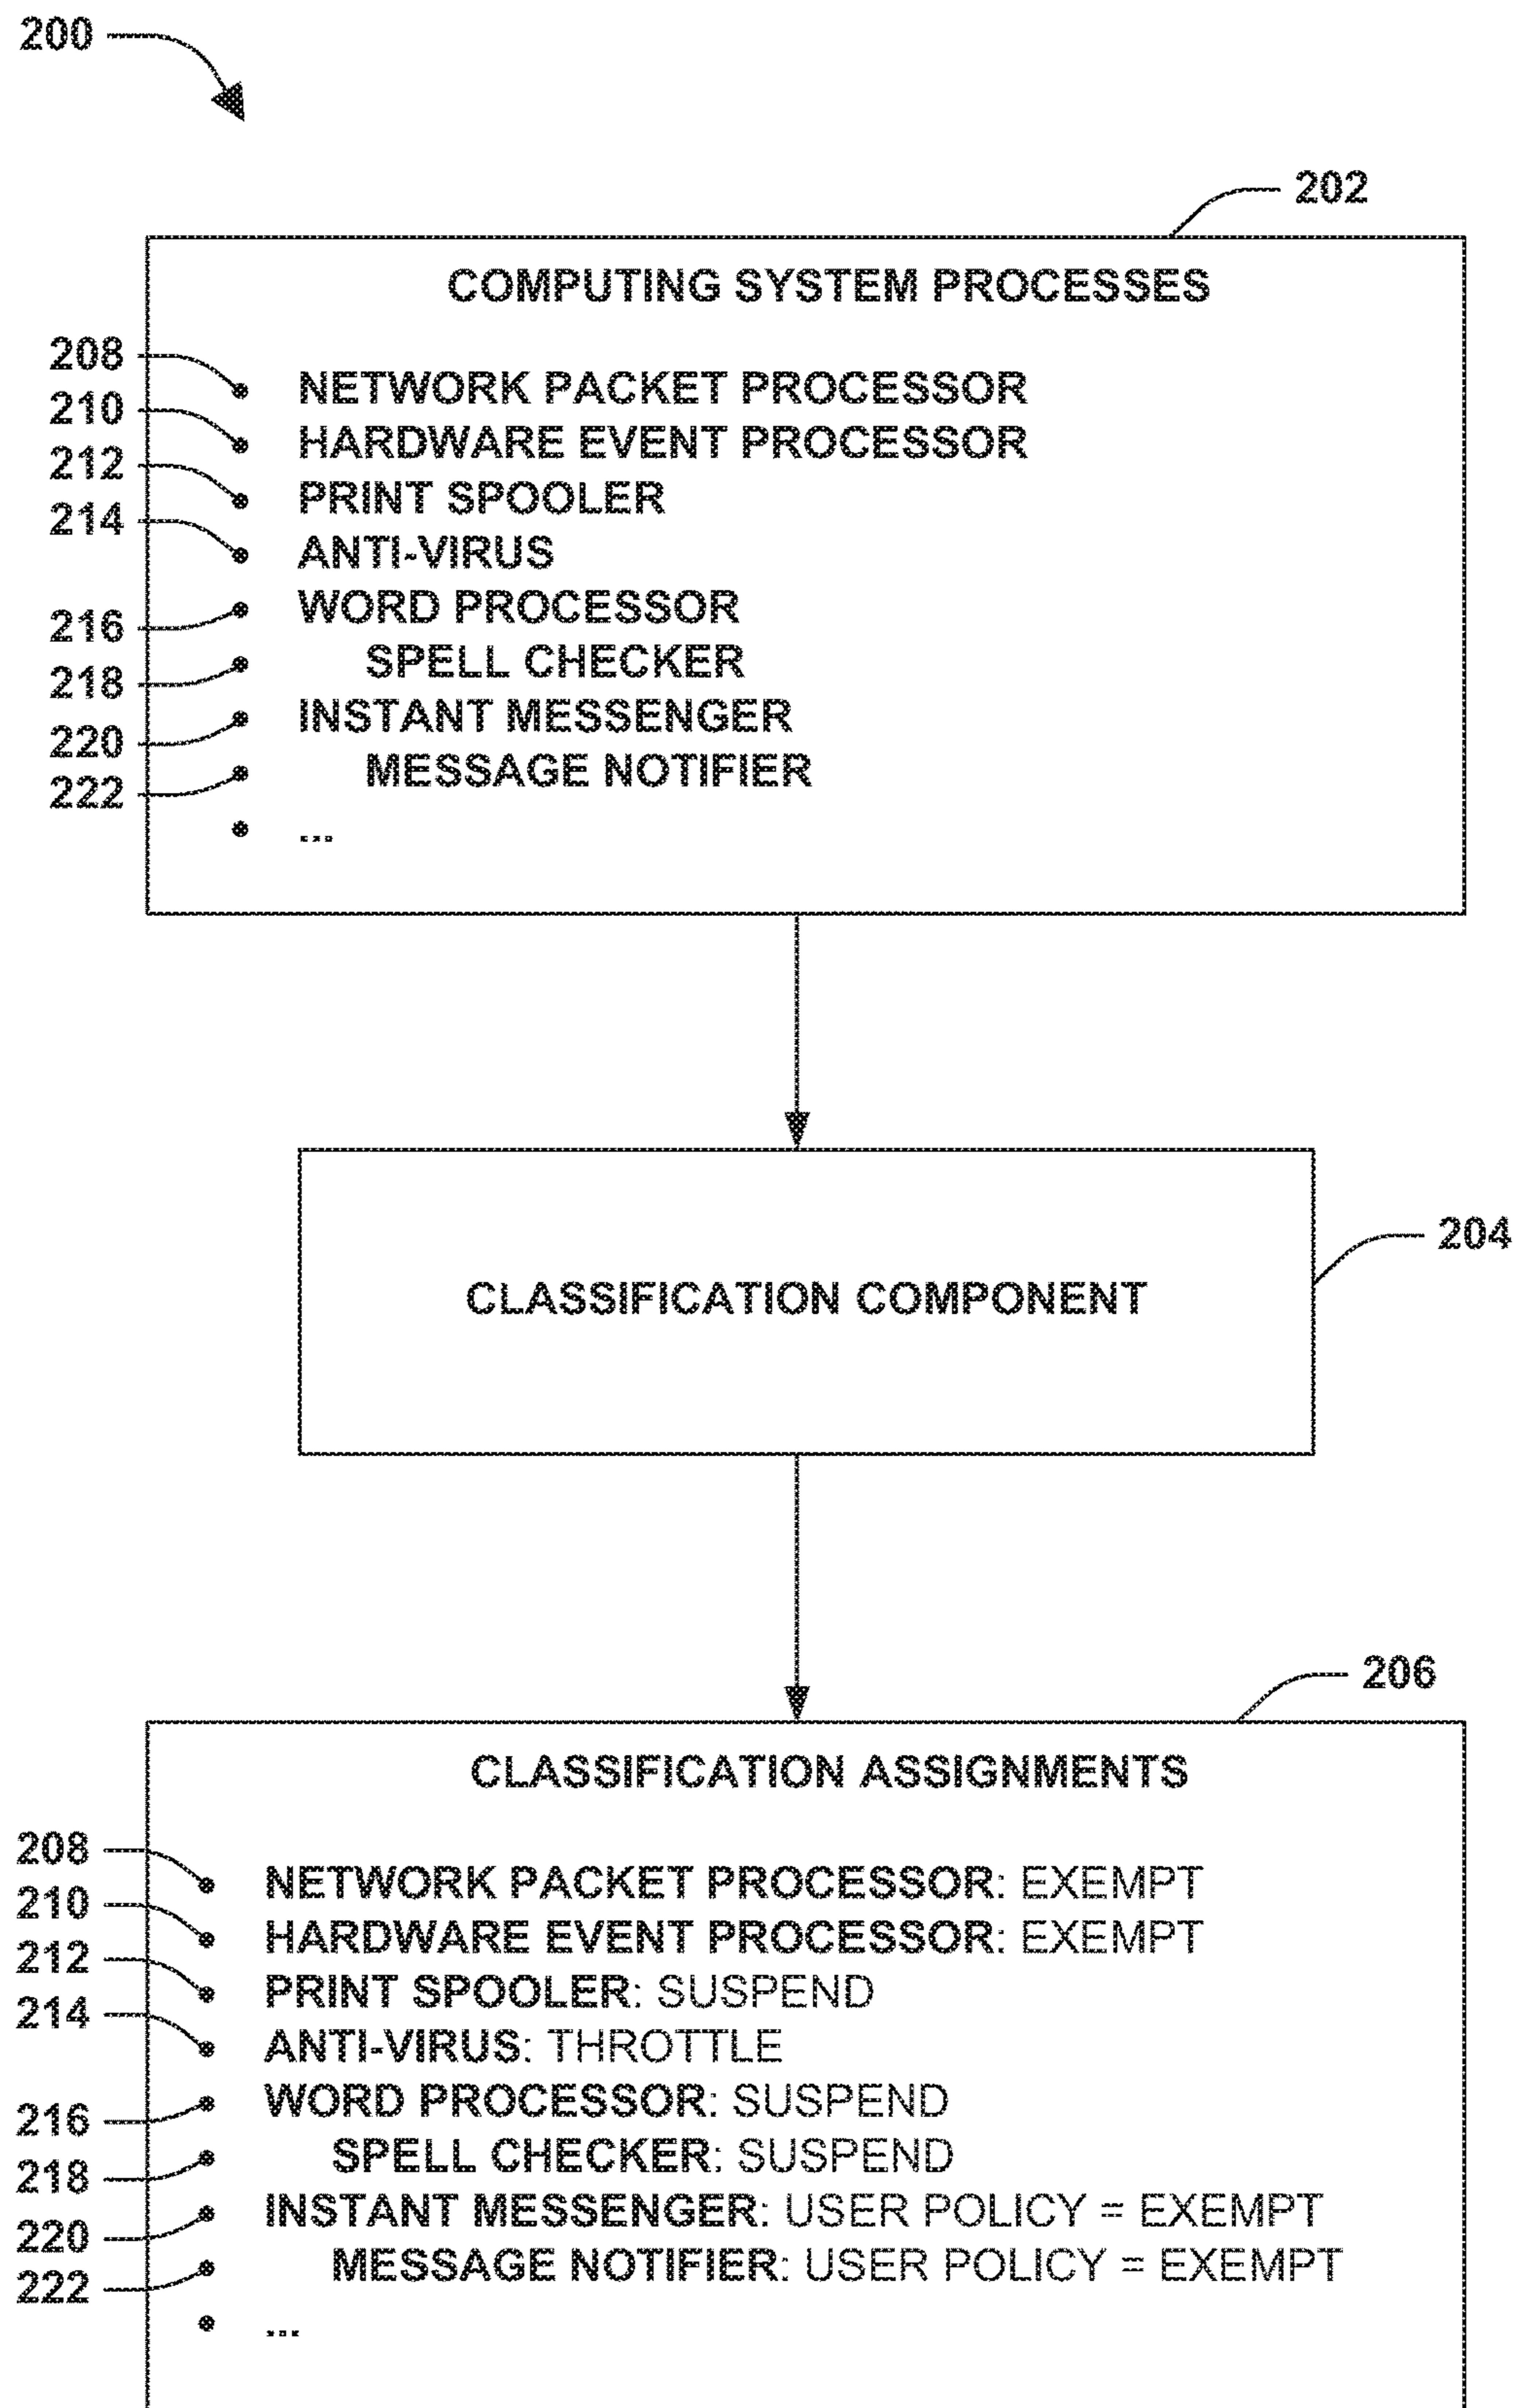 200
202
COMPUTING SYSTEM PROCESSES
208 NETWORK PACKET PROCESSOR
210 HARDWARE EVENT PROCESSOR
212 PRINT SPOOLER
214 ANTI-VIRUS
216 WORD PROCESSOR
218 SPELL CHECKER
220 INSTANT MESSENGER
222 MESSAGE NOTIFIER
...
204
CLASSIFICATION COMPONENT
206
CLASSIFICATION ASSIGNMENTS
208 NETWORK PACKET PROCESSOR: EXEMPT
210 HARDWARE EVENT PROCESSOR: EXEMPT
212 PRINT SPOOLER: SUSPEND
214 ANTI-VIRUS: THROTTLE
216 WORD PROCESSOR: SUSPEND
218 SPELL CHECKER: SUSPEND
220 INSTANT MESSENGER: USER POLICY = EXEMPT
222 MESSAGE NOTIFIER: USER POLICY = EXEMPT
...